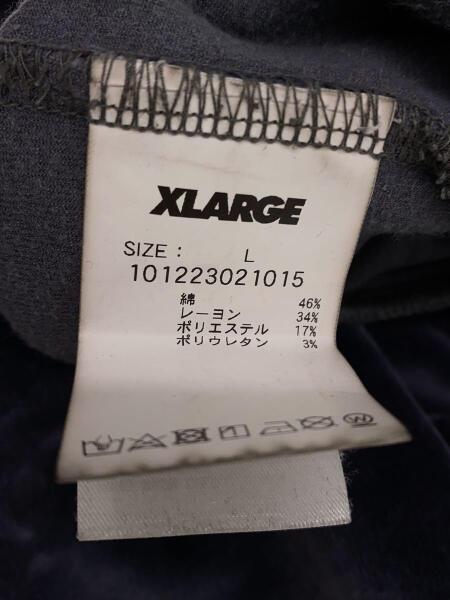 XLARGE
SIZE : L
101223021015
綿 46%
レーヨン 34%
ポリエステル 17%
ポリウレタン 3%